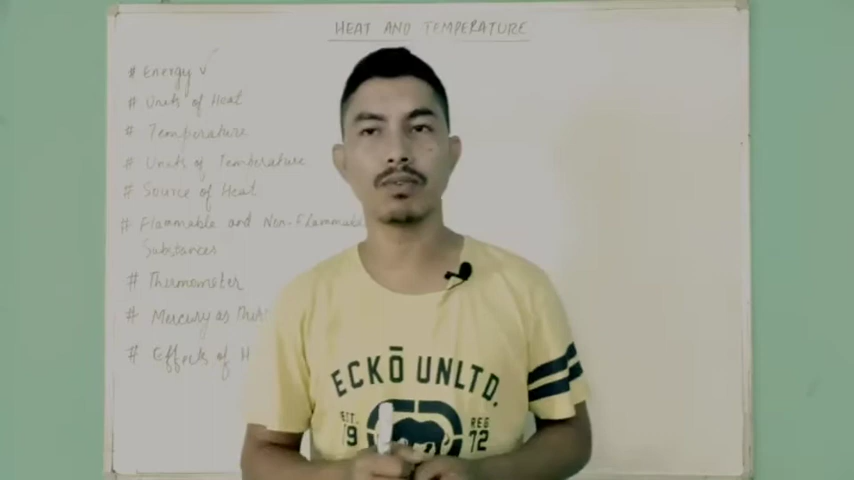 HEAT AND TEMPERATURE
# Energy ✓
# Units of Heat
# Temperature
# Units of Temperature
# Source of Heat
# Flammable and Non-Flammable
Substances
# Thermometer
# Mercury as
# Effects of H
ECKŌ UNLTD.
EST. REG
19 72